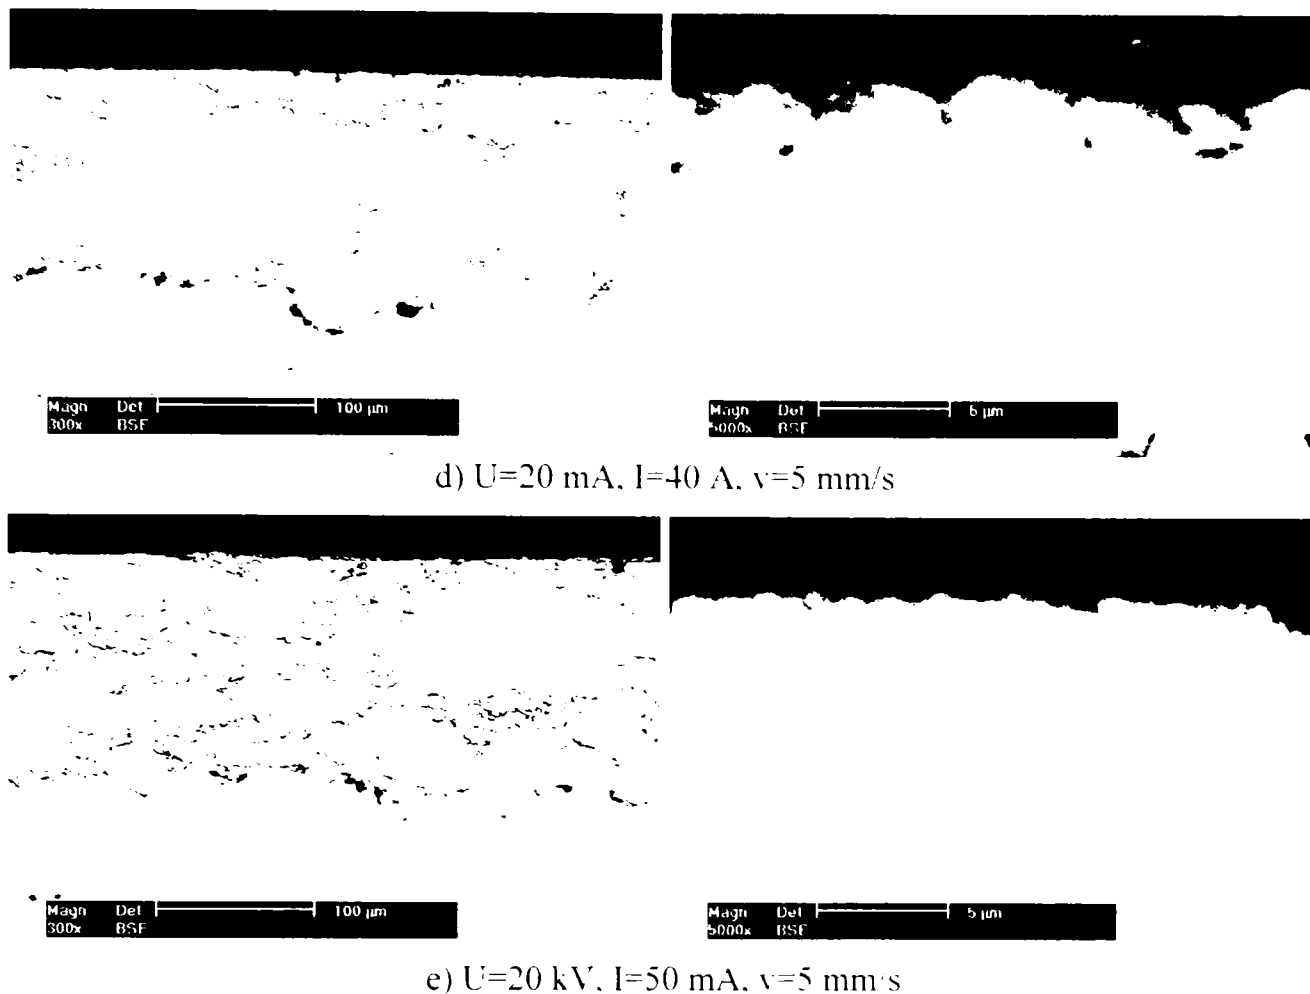 Magn Det 100 µm
300x BSE
Magn Det 5 µm
5000x BSE
d) U=20 mA, I=40 A, v=5 mm/s
Magn Det 100 µm
300x BSE
Magn Det 5 µm
5000x BSE
e) U=20 kV, I=50 mA, v=5 mm/s